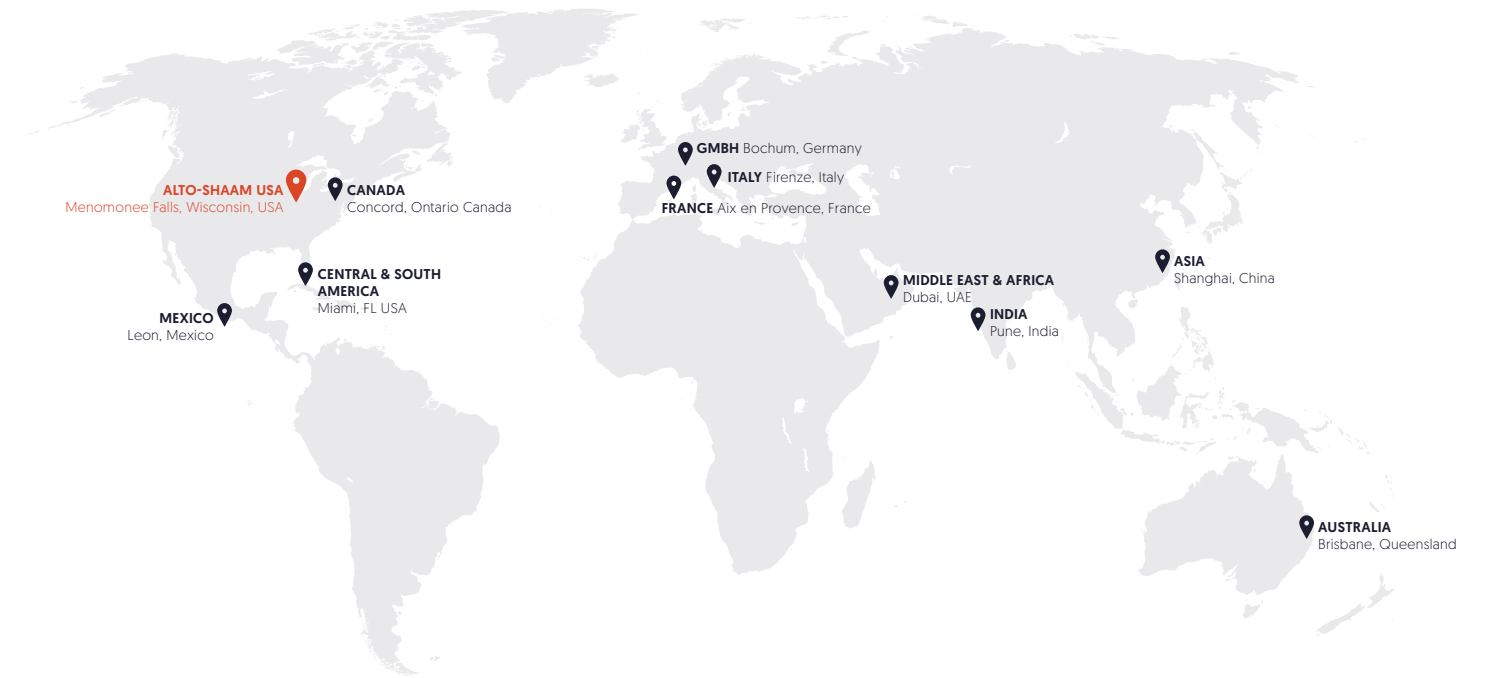 GMBH Bochum, Germany
ITALY Firenze, Italy
ALTO-SHAAM USA
Menomonee Falls, Wisconsin, USA
CANADA
Concord, Ontario Canada
FRANCE Aix en Provence, France
ASIA
Shanghai, China
CENTRAL & SOUTH
AMERICA
Miami, FL USA
MIDDLE EAST & AFRICA
Dubai, UAE
MEXICO
Leon, Mexico
INDIA
Pune, India
AUSTRALIA
Brisbane, Queensland